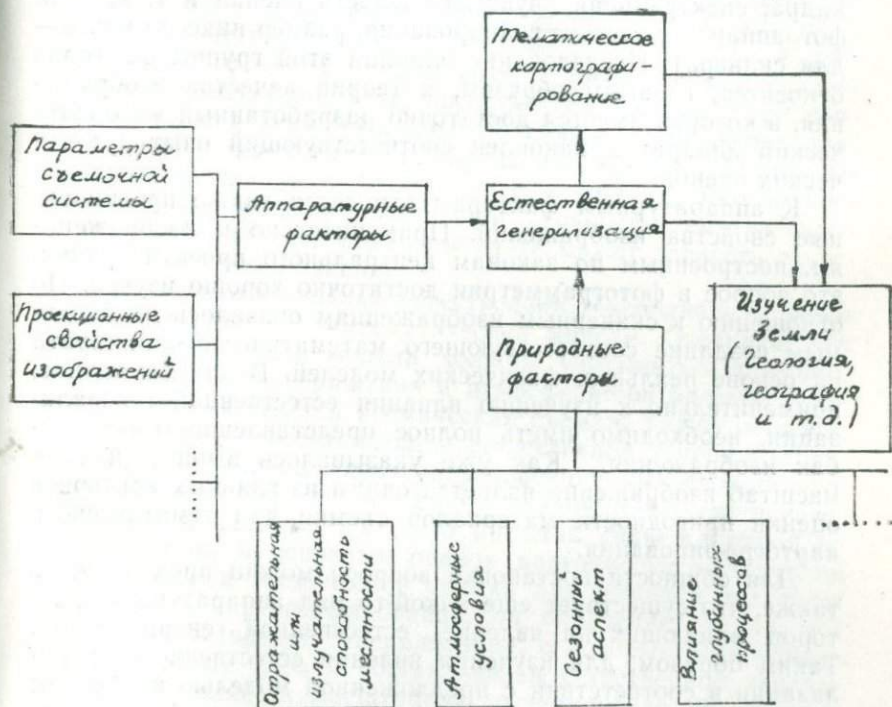 Тематическое
картографи-
рование
Параметры
съемочной
системы
Аппаратурные
факторы
Естественная
генерализация
Проекционные
свойства
изображений
Природные
факторы
Изучение
Земли
(геология,
география
и т.д.)
Отражательная
или
излучательная
способность
местности
Атмосферные
условия
Сезонный
аспект
Влияние
глубинных
процессов